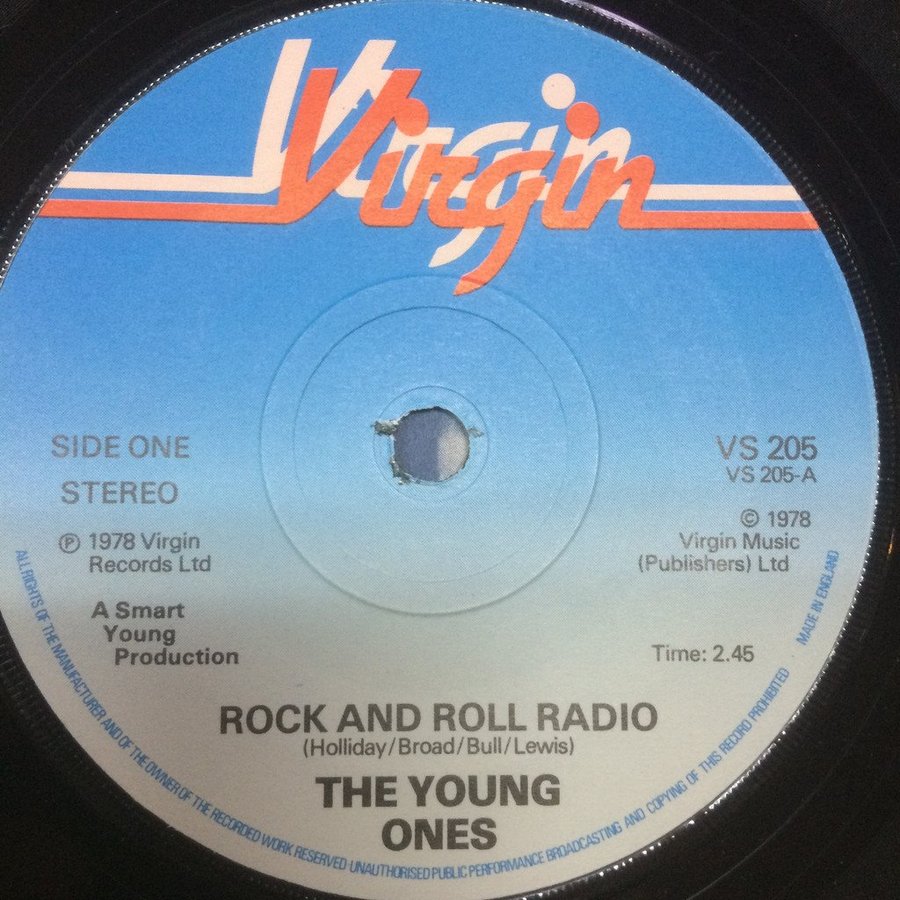 Virgin
SIDE ONE
STEREO
℗ 1978 Virgin
Records Ltd
A Smart
Young
Production
VS 205
VS 205-A
© 1978
Virgin Music
(Publishers) Ltd
Time: 2.45
ROCK AND ROLL RADIO
(Holliday/Broad/Bull/Lewis)
THE YOUNG
ONES
ALL RIGHTS OF THE MANUFACTURER AND OF THE OWNER OF THE RECORDED WORK RESERVED·UNAUTHORISED PUBLIC PERFORMANCE BROADCASTING AND COPYING OF THIS RECORD PROHIBITED MADE IN ENGLAND